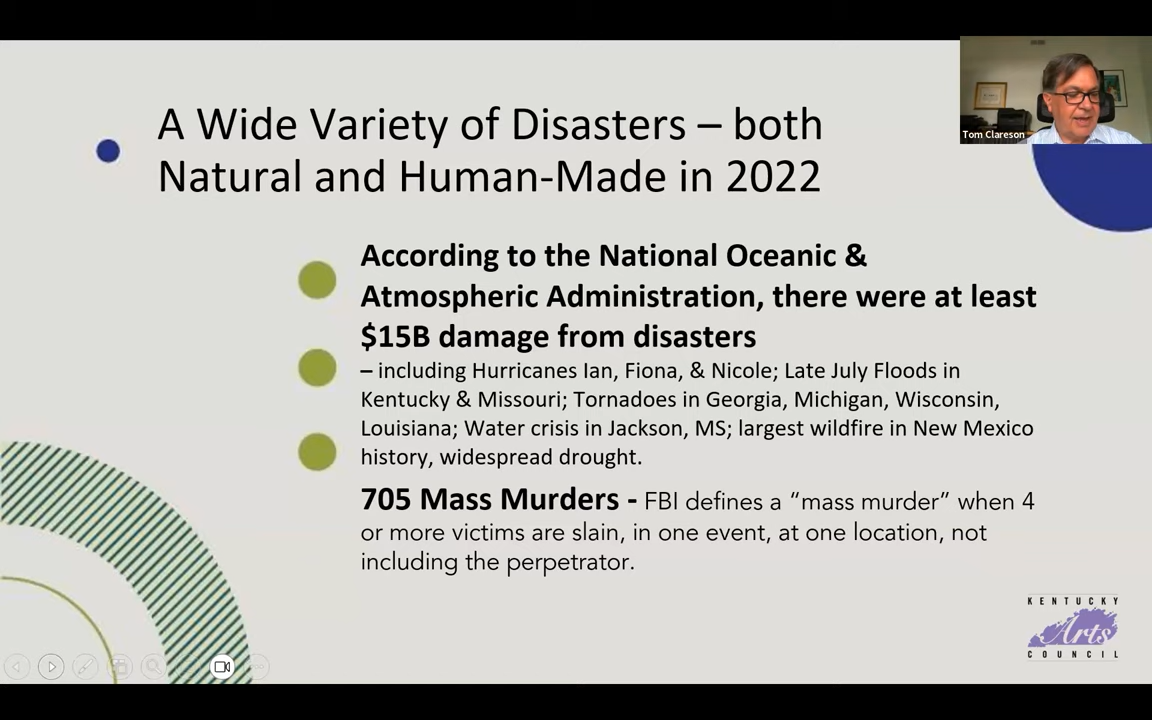 A Wide Variety of Disasters – both
Natural and Human-Made in 2022
Tom Clareson
According to the National Oceanic &
Atmospheric Administration, there were at least
$15B damage from disasters
– including Hurricanes Ian, Fiona, & Nicole; Late July Floods in
Kentucky & Missouri; Tornadoes in Georgia, Michigan, Wisconsin,
Louisiana; Water crisis in Jackson, MS; largest wildfire in New Mexico
history, widespread drought.
705 Mass Murders - FBI defines a “mass murder” when 4
or more victims are slain, in one event, at one location, not
including the perpetrator.
KENTUCKY
Arts
COUNCIL